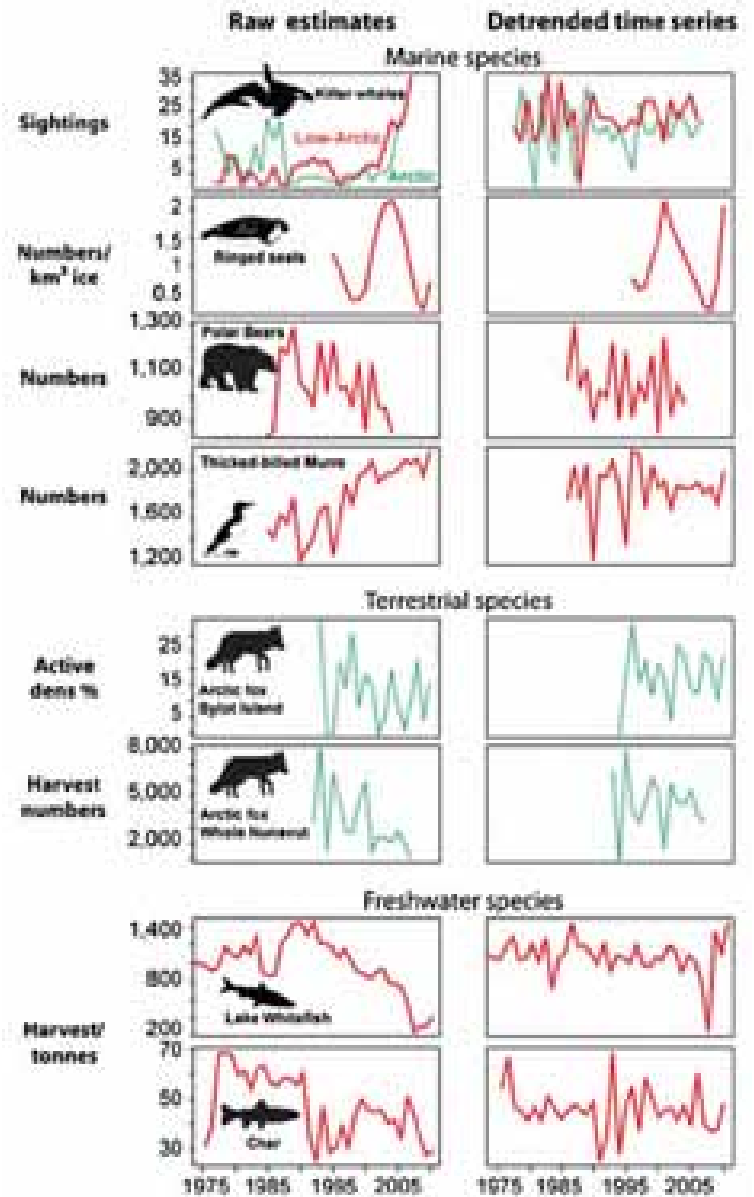 Raw estimates
Detrended time series
Marine species
Sightings
35
25
15
5
Killer whales
Low-Arctic
Arctic
Numbers/
km² ice
2
1.5
1
0.5
Ringed seals
Numbers
1,300
1,100
900
Polar Bears
Numbers
2,000
1,600
1,200
Thicked-billed Murre
Terrestrial species
Active
dens %
25
15
5
Arctic fox
Bylot Island
Harvest
numbers
8,000
5,000
2,000
Arctic fox
Whole Nunavut
Freshwater species
Harvest/
tonnes
1,400
800
200
Lake Whitefish
70
50
30
Char
1975 1985 1995 2005
1975 1985 1995 2005